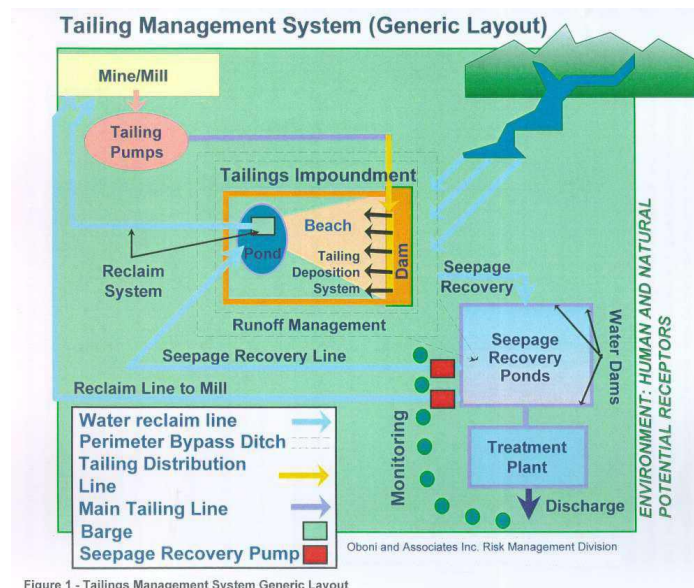 Tailing Management System (Generic Layout)
Mine/Mill
Tailing
Pumps
Tailings Impoundment
Beach
Pond
Tailing
Deposition
System
Dam
Reclaim
System
Seepage
Recovery
Runoff Management
Seepage Recovery Line
Reclaim Line to Mill
Seepage
Recovery
Ponds
Water Dams
Monitoring
Treatment
Plant
Discharge
ENVIRONMENT: HUMAN AND NATURAL
POTENTIAL RECEPTORS
Water reclaim line
Perimeter Bypass Ditch
Tailing Distribution
Line
Main Tailing Line
Barge
Seepage Recovery Pump
Oboni and Associates Inc. Risk Management Division
Figure 1 - Tailings Management System Generic Layout